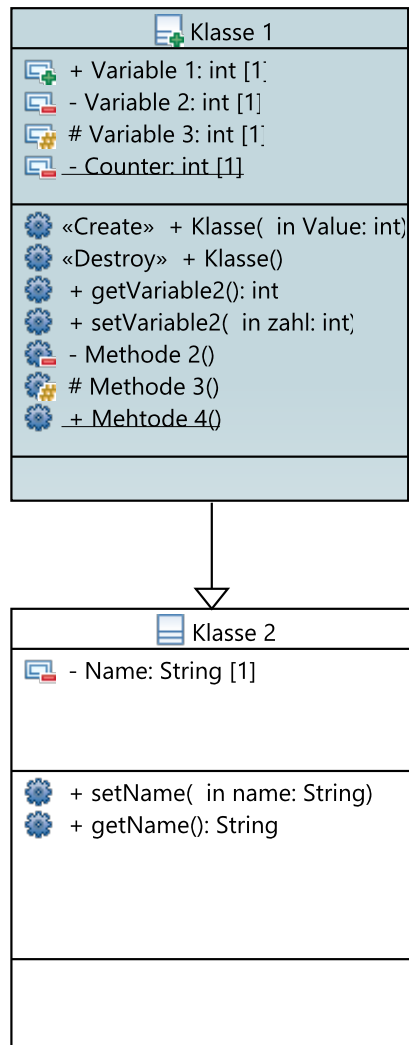 Klasse 1
+ Variable 1: int [1]
- Variable 2: int [1]
# Variable 3: int [1]
- Counter: int [1]
«Create» + Klasse( in Value: int)
«Destroy» + Klasse()
+ getVariable2(): int
+ setVariable2( in zahl: int)
- Methode 2()
# Methode 3()
+ Mehtode 4()
Klasse 2
- Name: String [1]
+ setName( in name: String)
+ getName(): String